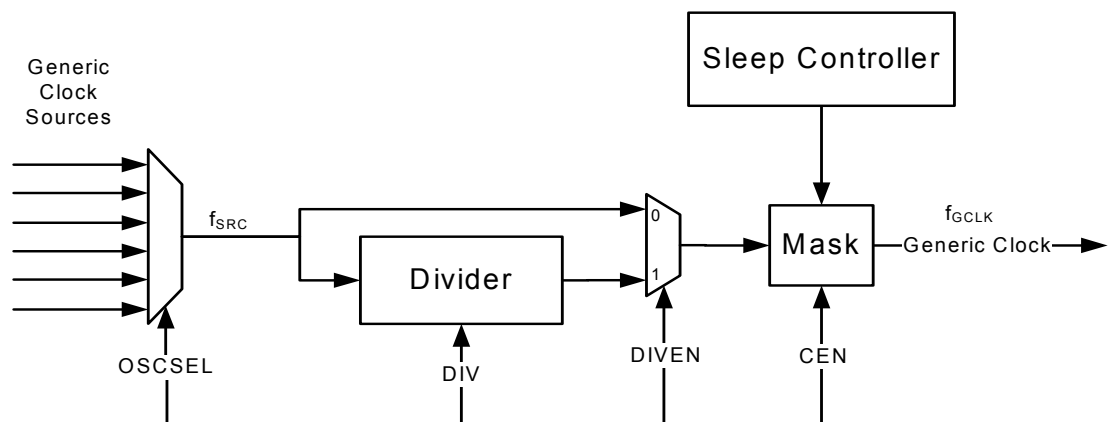 Sleep Controller
Generic
Clock
Sources
fSRC
0
fGCLK
Mask
Generic Clock
Divider
1
OSCSEL
DIV
DIVEN
CEN